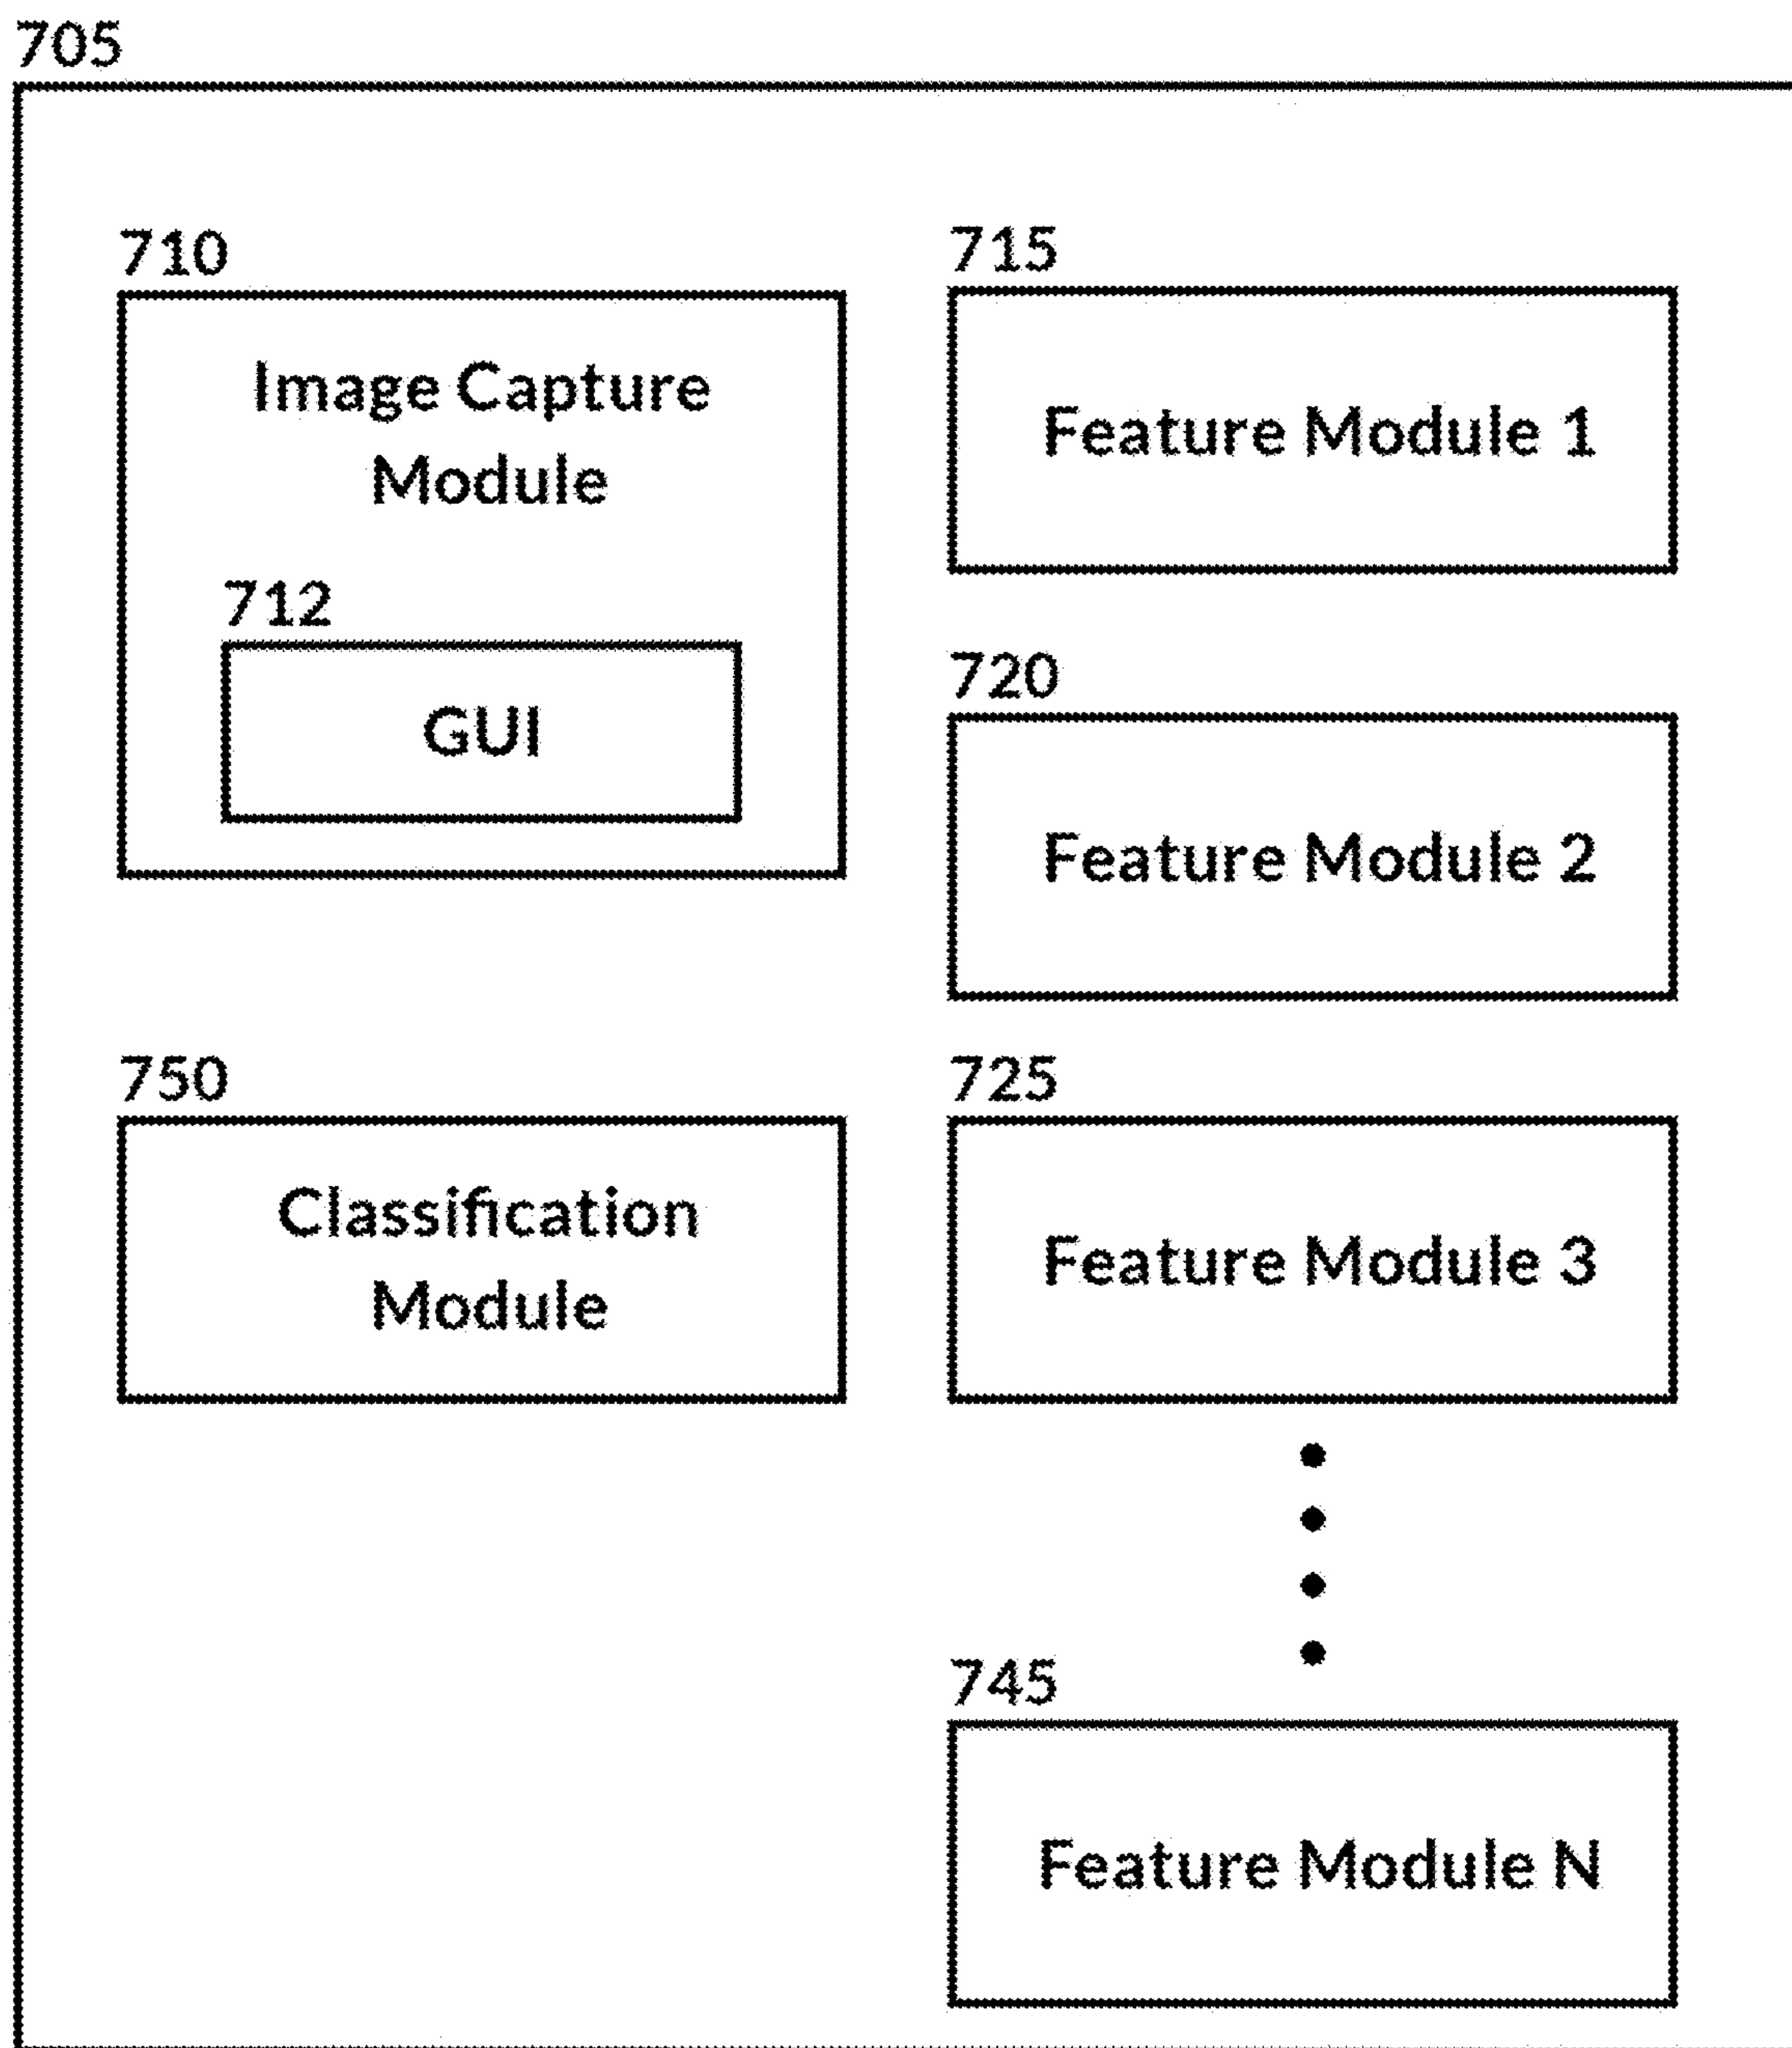 705
710
Image Capture
Module
712
GUI
750
Classification
Module
715
Feature Module 1
720
Feature Module 2
725
Feature Module 3
745
Feature Module N